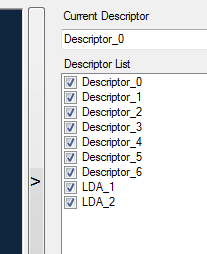 Current Descriptor
Descriptor_0
Descriptor List
Descriptor_0
Descriptor_1
Descriptor_2
Descriptor_3
Descriptor_4
Descriptor_5
Descriptor_6
LDA_1
LDA_2
>